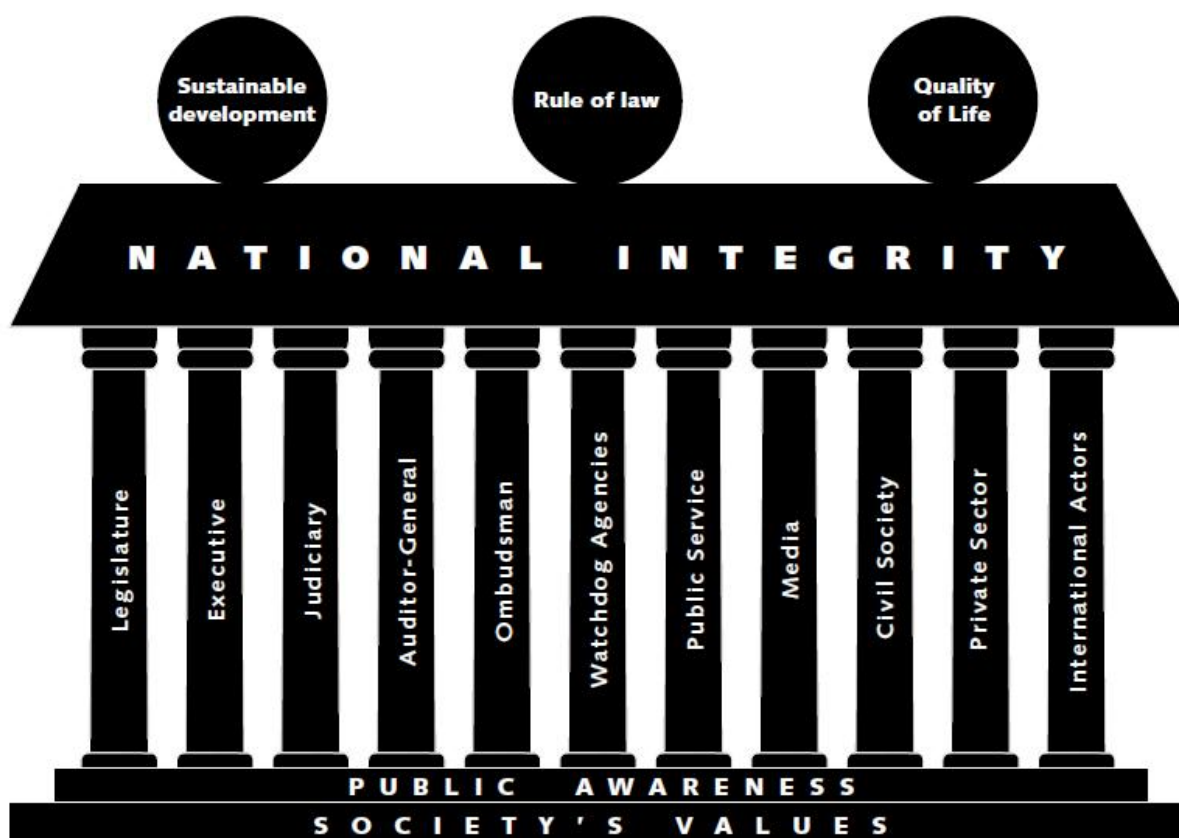 Sustainable
development
Rule of law
Quality
of Life
NATIONAL INTEGRITY
Legislature
Executive
Judiciary
Auditor-General
Ombudsman
Watchdog Agencies
Public Service
Media
Civil Society
Private Sector
International Actors
PUBLIC AWARENESS
SOCIETY'S VALUES